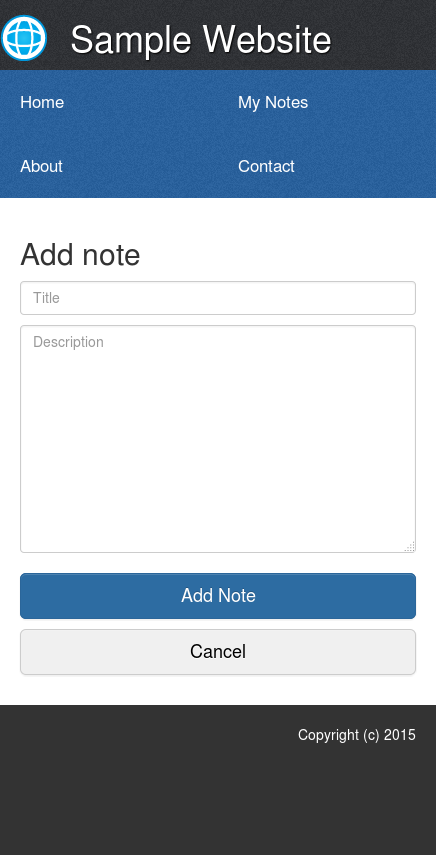 Sample Website
Home
My Notes
About
Contact
Add note
Title
Description
Add Note
Cancel
Copyright (c) 2015